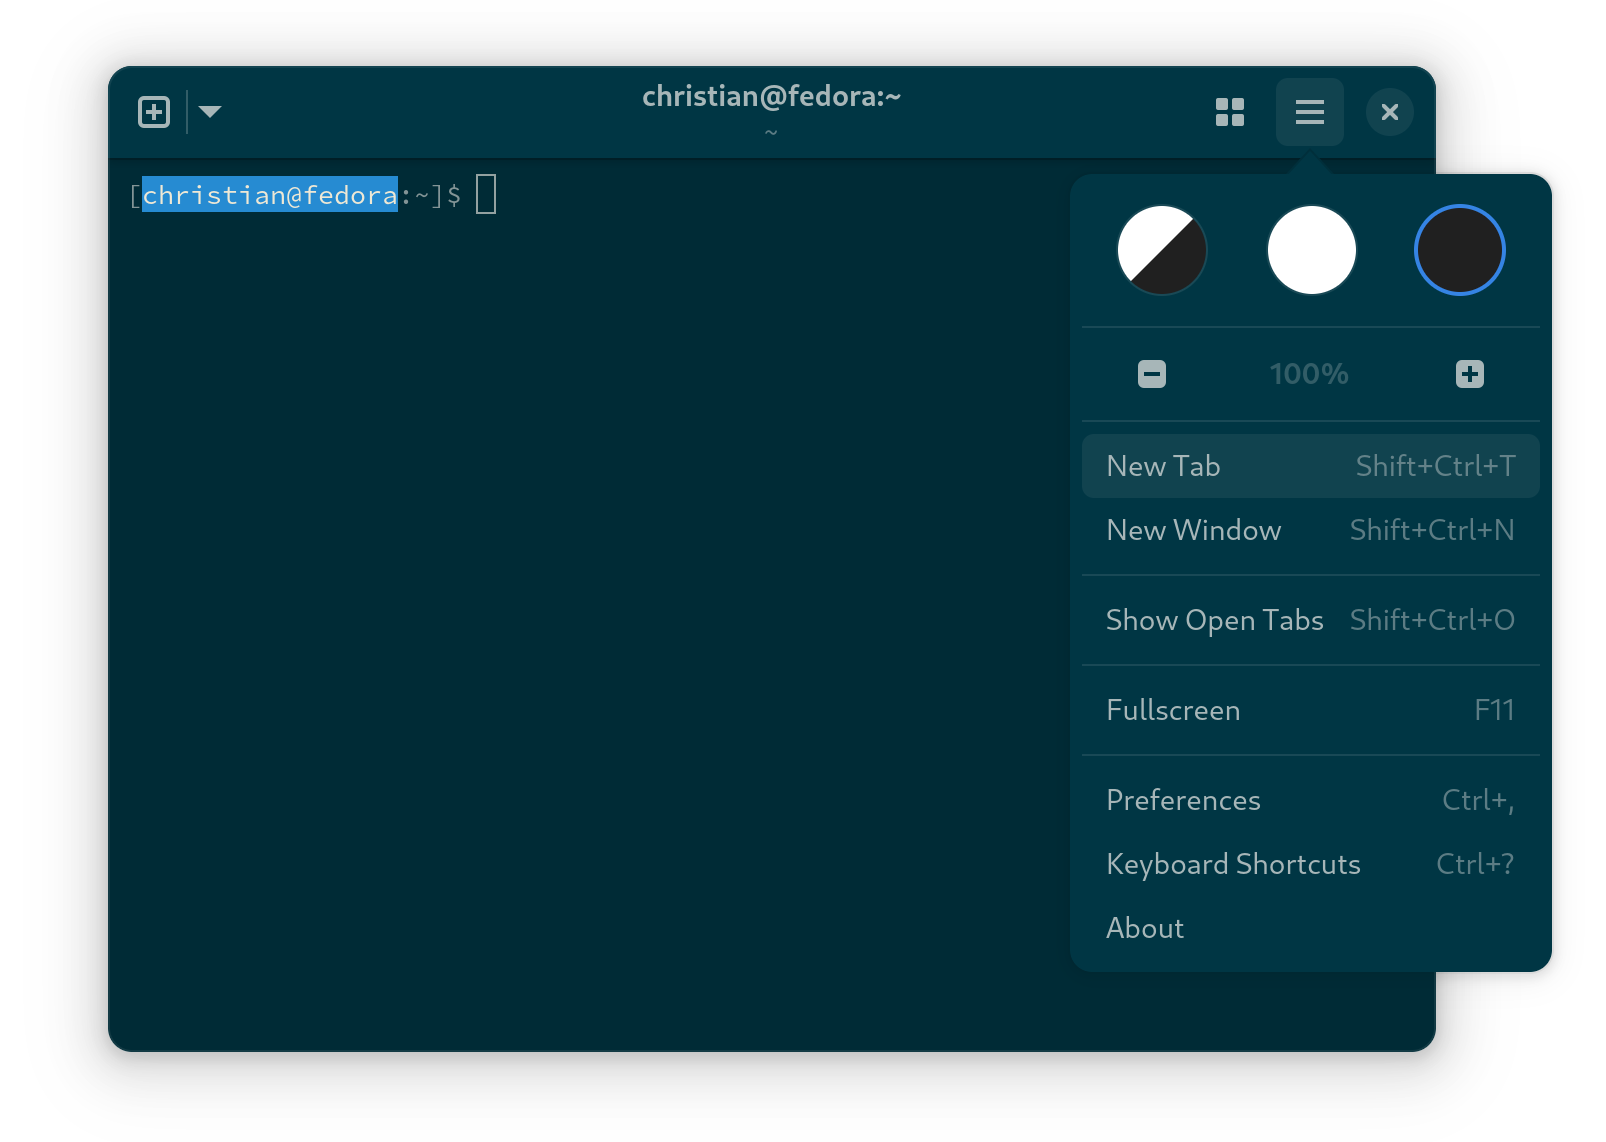 christian@fedora:~
~
[christian@fedora:~]$
100%
New Tab Shift+Ctrl+T
New Window Shift+Ctrl+N
Show Open Tabs Shift+Ctrl+O
Fullscreen F11
Preferences Ctrl+,
Keyboard Shortcuts Ctrl+?
About